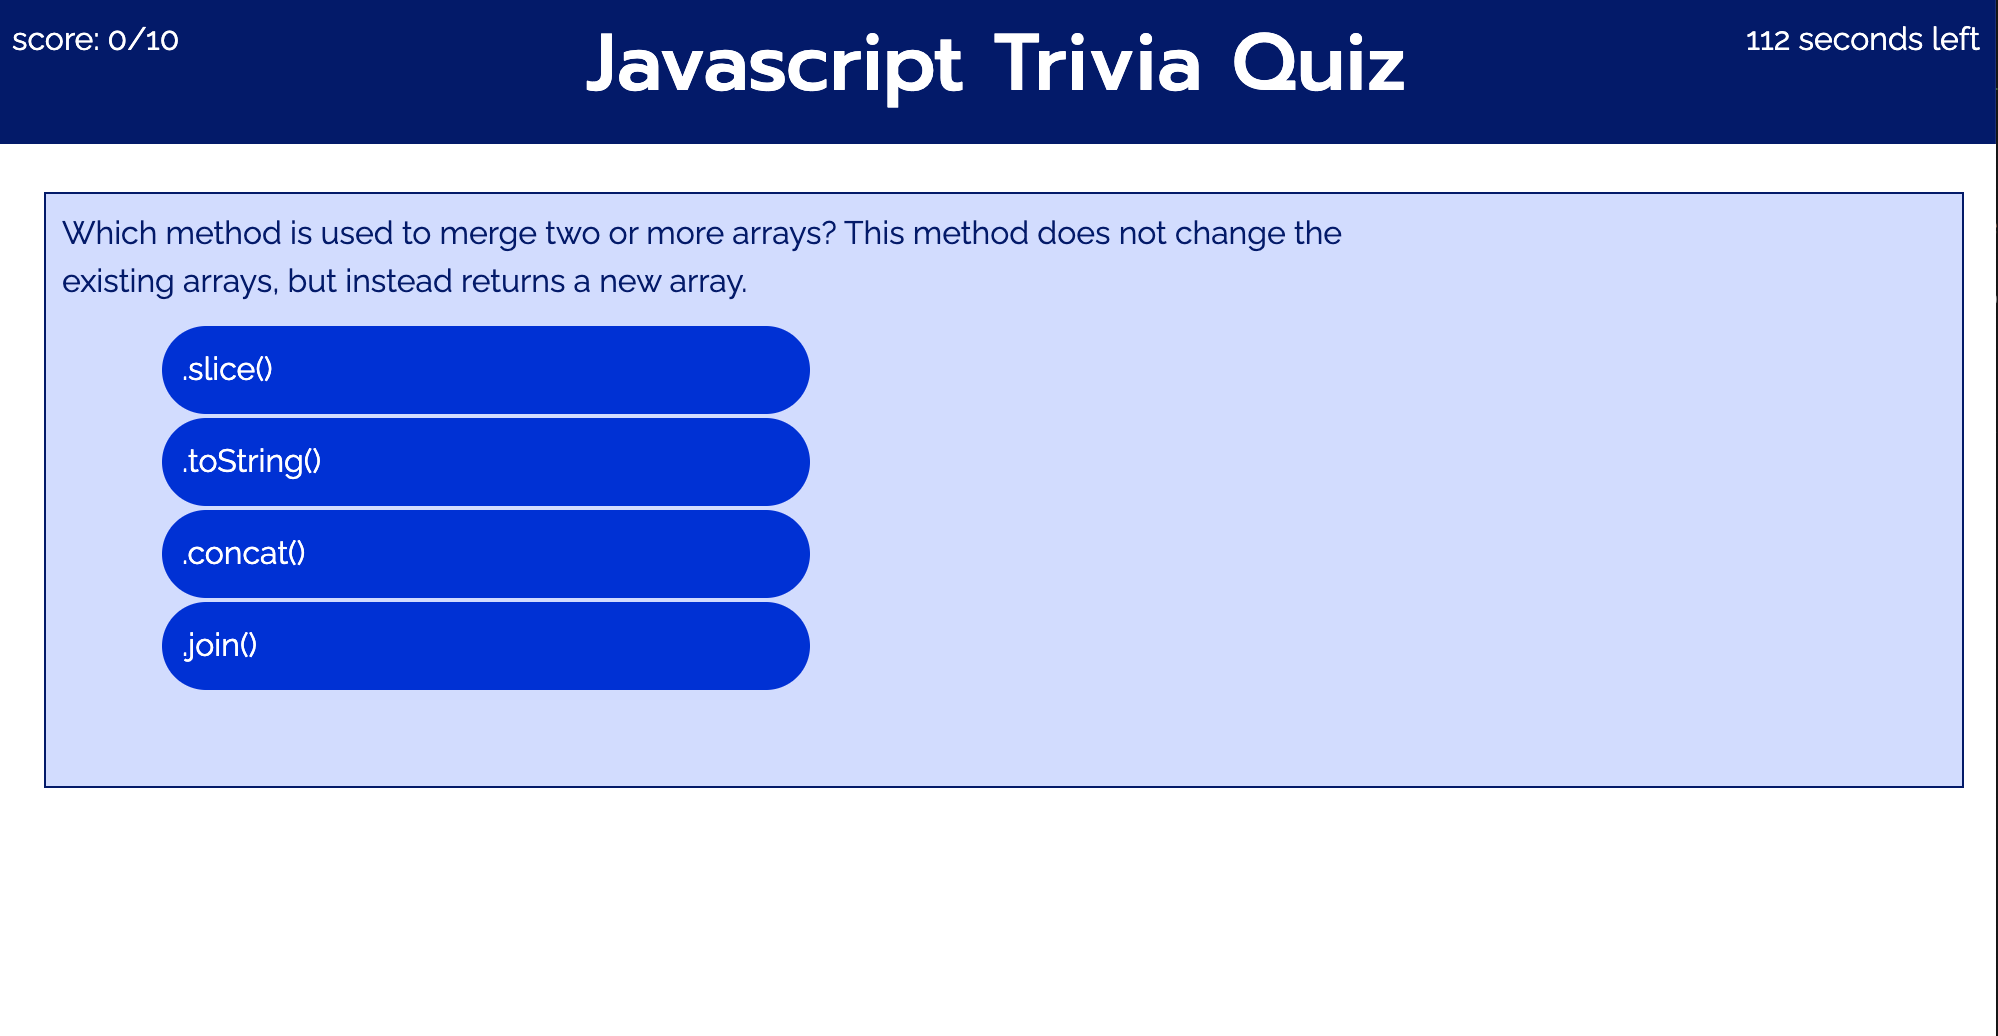 score: 0/10
Javascript Trivia Quiz
112 seconds left
Which method is used to merge two or more arrays? This method does not change the
existing arrays, but instead returns a new array.
.slice()
.toString()
.concat()
.join()